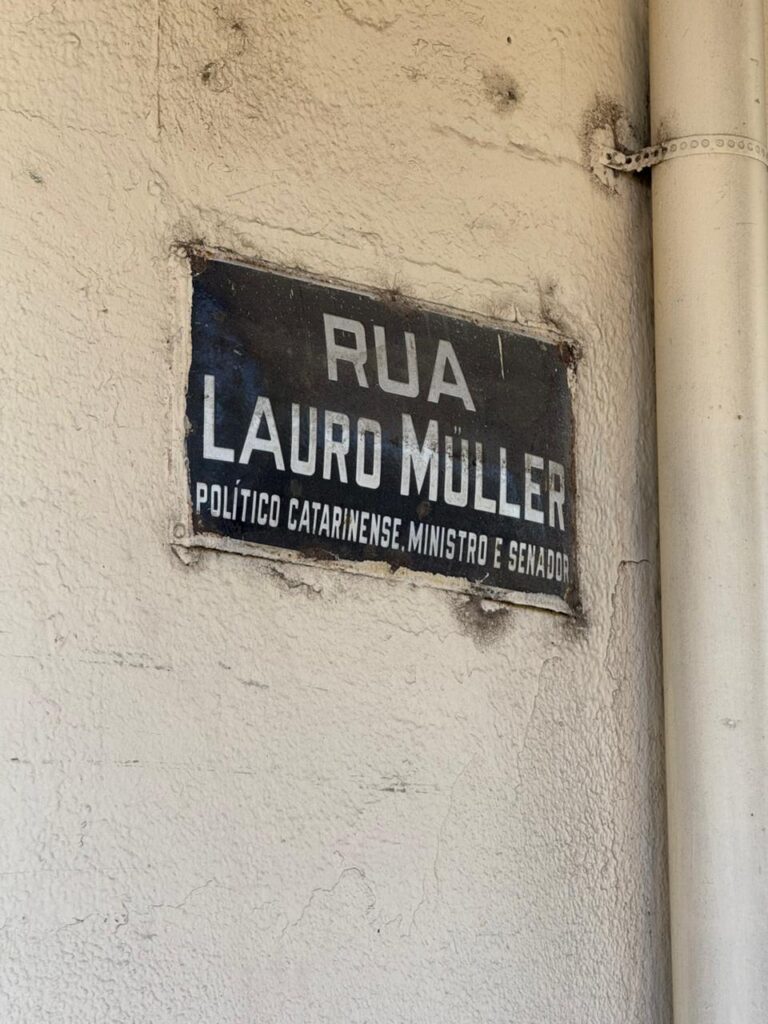 RUA
LAURO MÜLLER
POLÍTICO CATARINENSE, MINISTRO E SENADOR